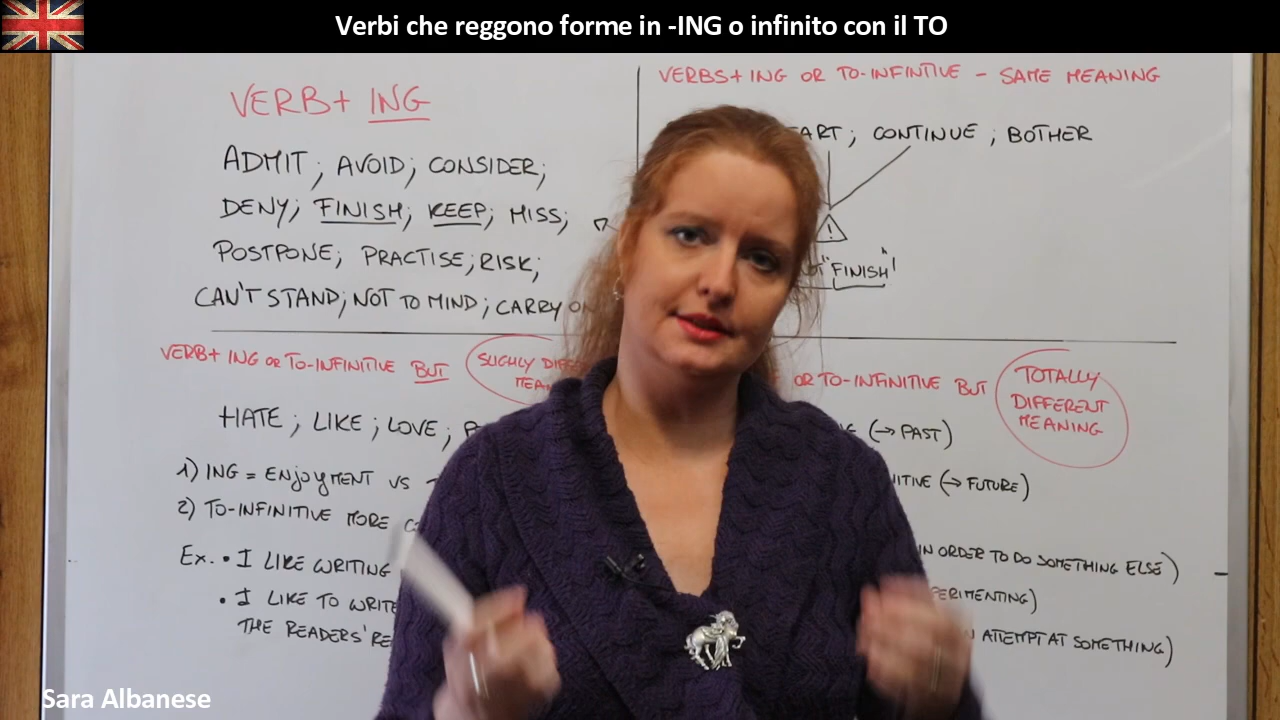 Verbi che reggono forme in -ING o infinito con il TO
VERB+ ING
ADMIT; AVOID; CONSIDER;
DENY; FINISH; KEEP; MISS;
POSTPONE; PRACTISE; RISK;
CAN'T STAND; NOT TO MIND; CARRY ON
VERBS+ ING OR TO-INFINTIVE - SAME MEANING
CONTINUE ; BOTHER
!
"FINISH"!
VERB+ ING OR TO-INFINITIVE BUT
SLIGHLY
HATE ; LIKE ; LOVE ;
1) ING = ENJOYMENT VS
2) TO-INFINITIVE MORE
Ex. • I LIKE WRITING
• I LIKE TO WRITE
THE READERS'
OR TO-INFINITIVE BUT
TOTALLY
DIFFERENT
MEANING
(→ PAST)
(→ FUTURE)
IN ORDER TO DO SOMETHING ELSE)
ATTEMPT AT SOMETHING)
Sara Albanese